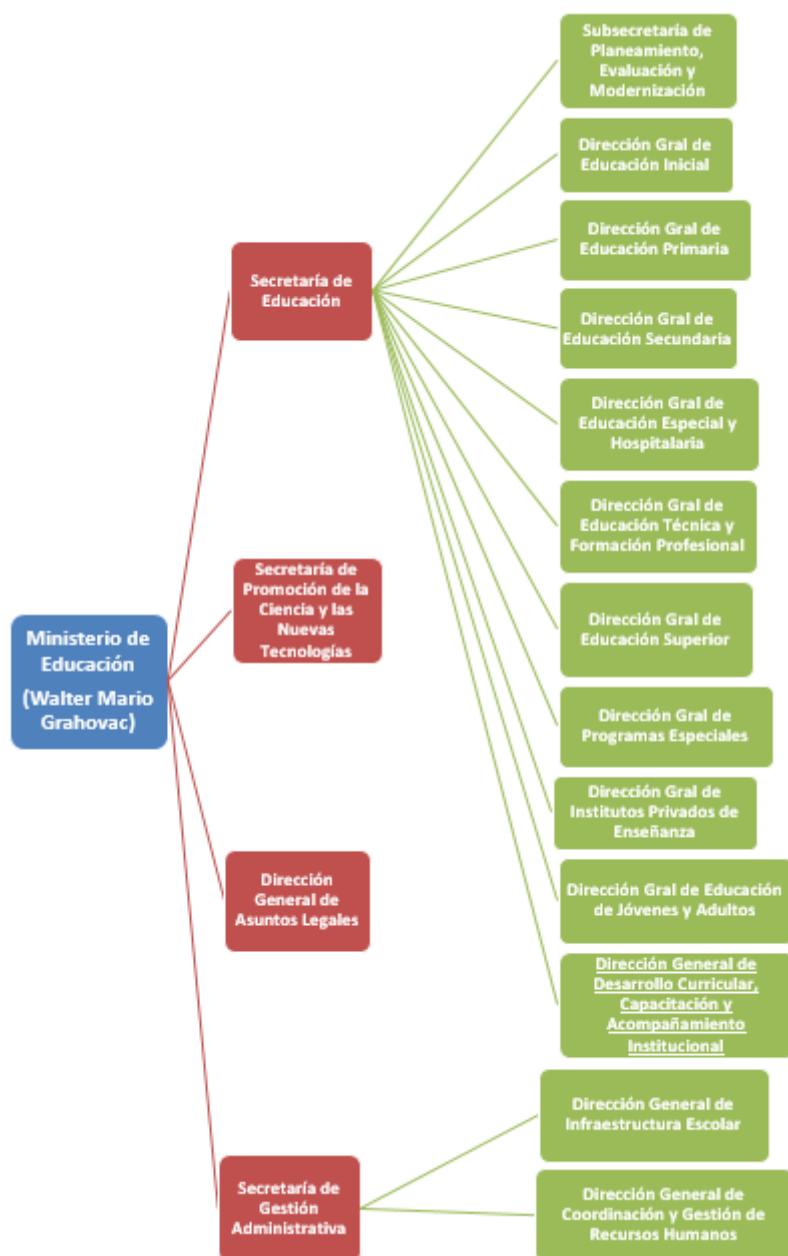 Ministerio de
Educación
(Walter Mario
Grahovac)
Secretaría de
Educación
Subsecretaría de
Planeamiento,
Evaluación y
Modernización
Dirección Gral de
Educación Inicial
Dirección Gral de
Educación Primaria
Dirección Gral de
Educación Secundaria
Dirección Gral de
Educación Especial y
Hospitalaria
Dirección Gral de
Educación Técnica y
Formación Profesional
Dirección Gral de
Educación Superior
Dirección Gral de
Programas Especiales
Dirección Gral de
Institutos Privados de
Enseñanza
Dirección Gral de Educación
de Jóvenes y Adultos
Dirección General de
Desarrollo Curricular,
Capacitación y
Acompañamiento
Institucional
Secretaría de
Promoción de la
Ciencia y las
Nuevas
Tecnologías
Dirección
General de
Asuntos Legales
Secretaría de
Gestión
Administrativa
Dirección General de
Infraestructura Escolar
Dirección General de
Coordinación y Gestión de
Recursos Humanos